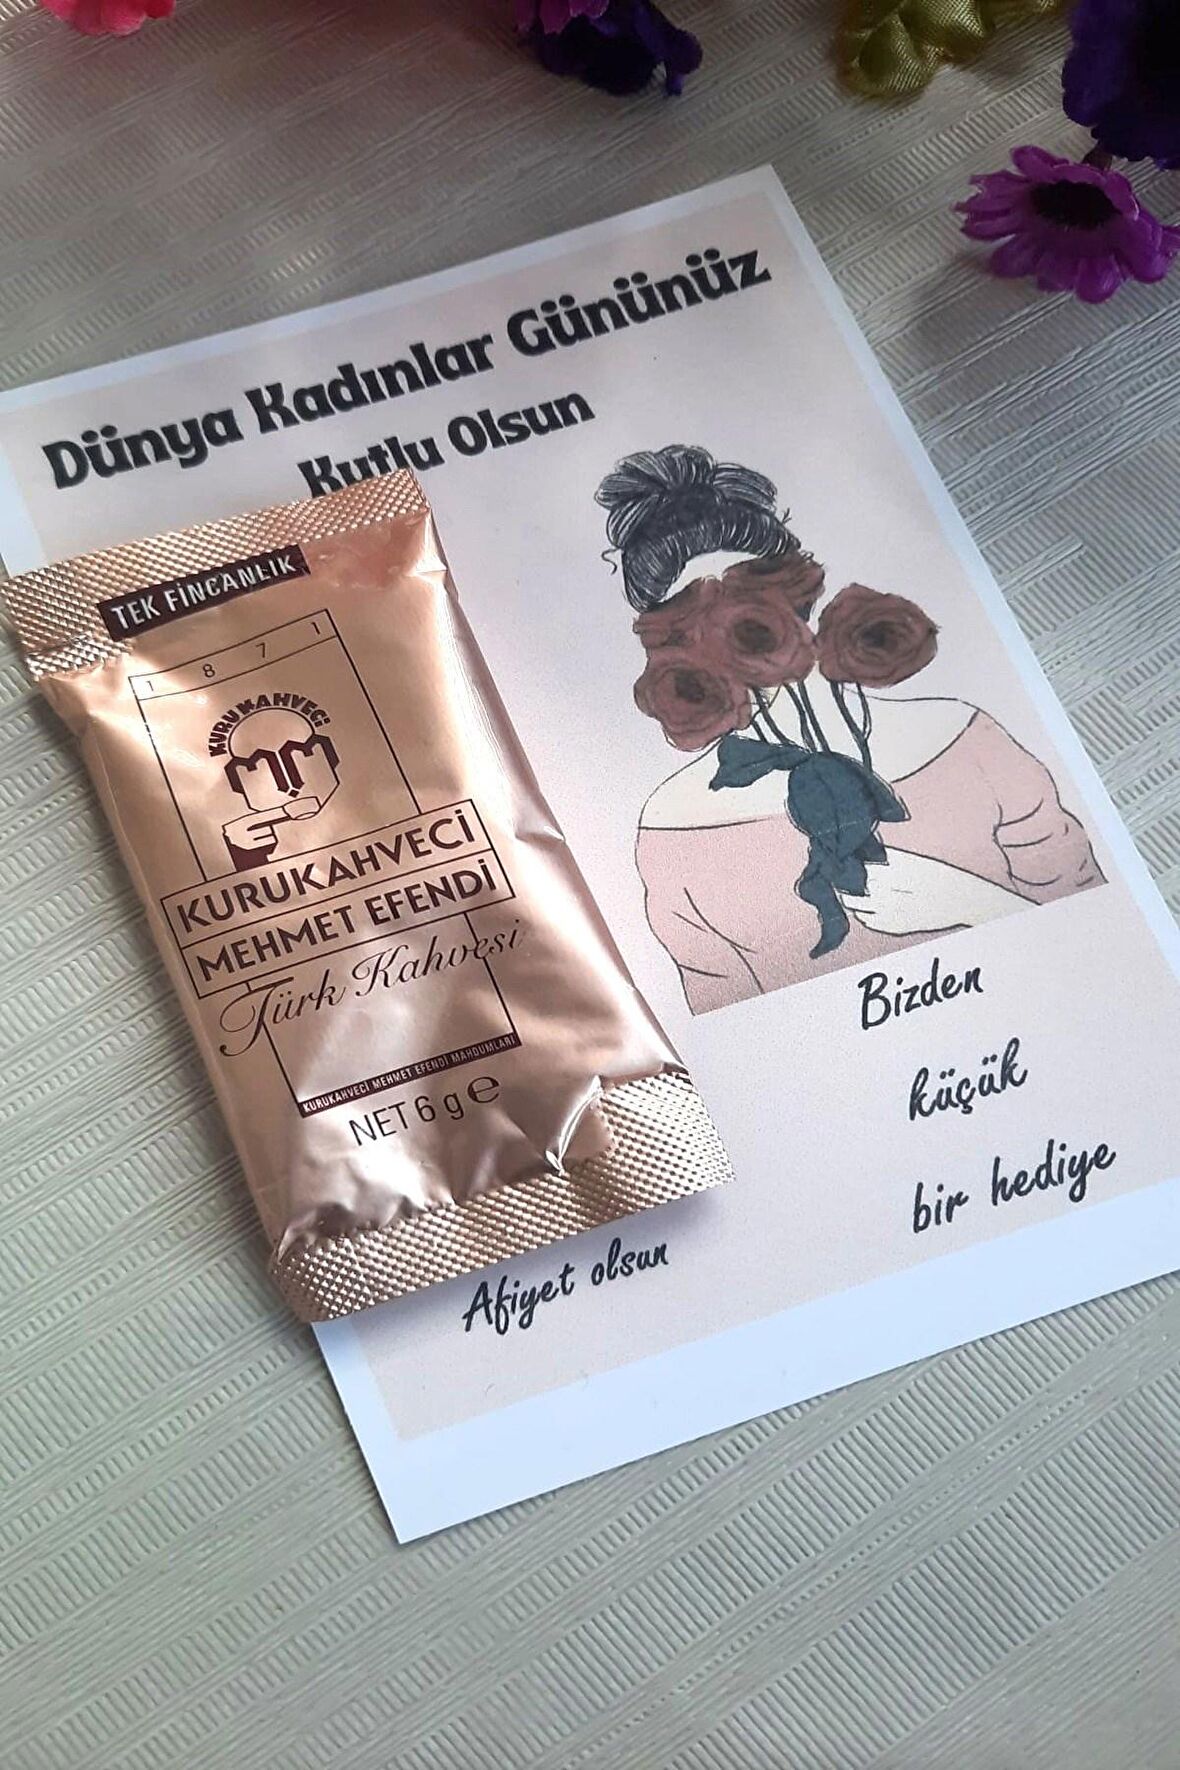 Dünya Kadınlar Gününüz
Kutlu Olsun
TEK FİNCANLIK
1 8 7 1
KURUKAHVECİ
KURUKAHVECİ
MEHMET EFENDİ
Türk Kahvesi
KURUKAHVECİ MEHMET EFENDİ MAHDUMLARI
NET 6 g e
Bizden
küçük
bir hediye
Afiyet olsun